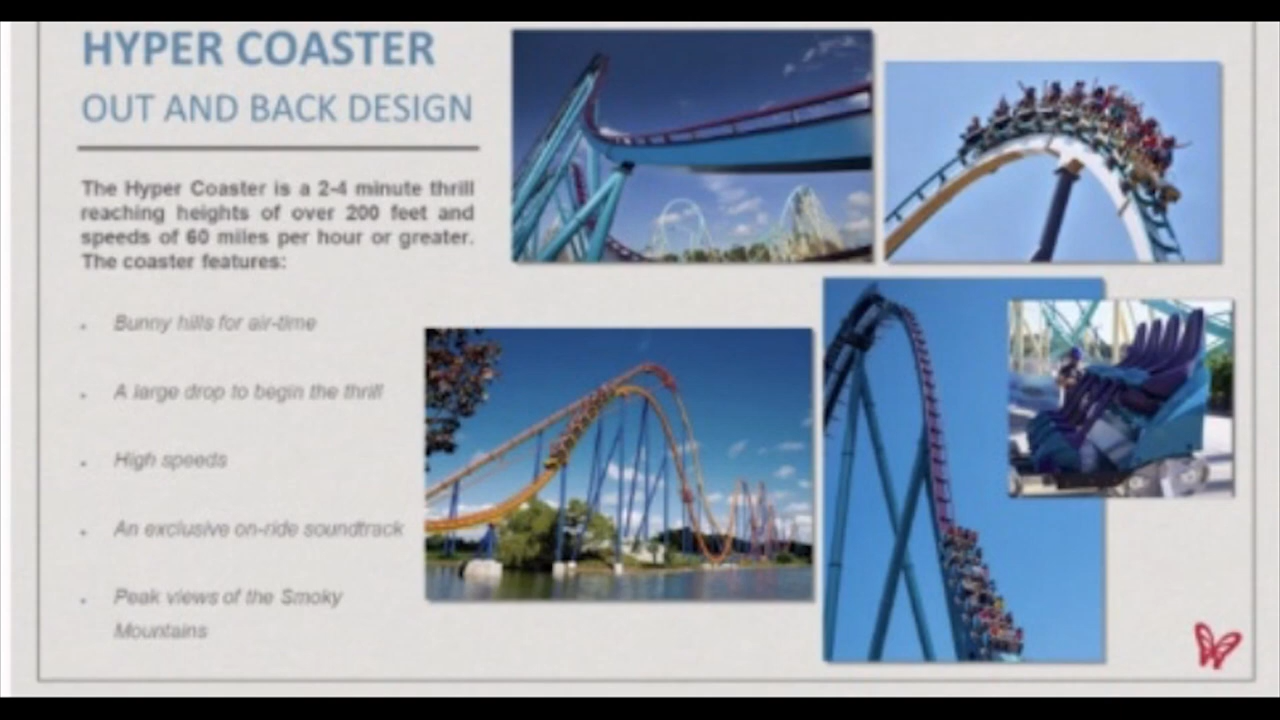 HYPER COASTER
OUT AND BACK DESIGN
The Hyper Coaster is a 2-4 minute thrill
reaching heights of over 200 feet and
speeds of 60 miles per hour or greater.
The coaster features:
Bunny hills for air-time
A large drop to begin the thrill
High speeds
An exclusive on-ride soundtrack
Peak views of the Smoky
Mountains